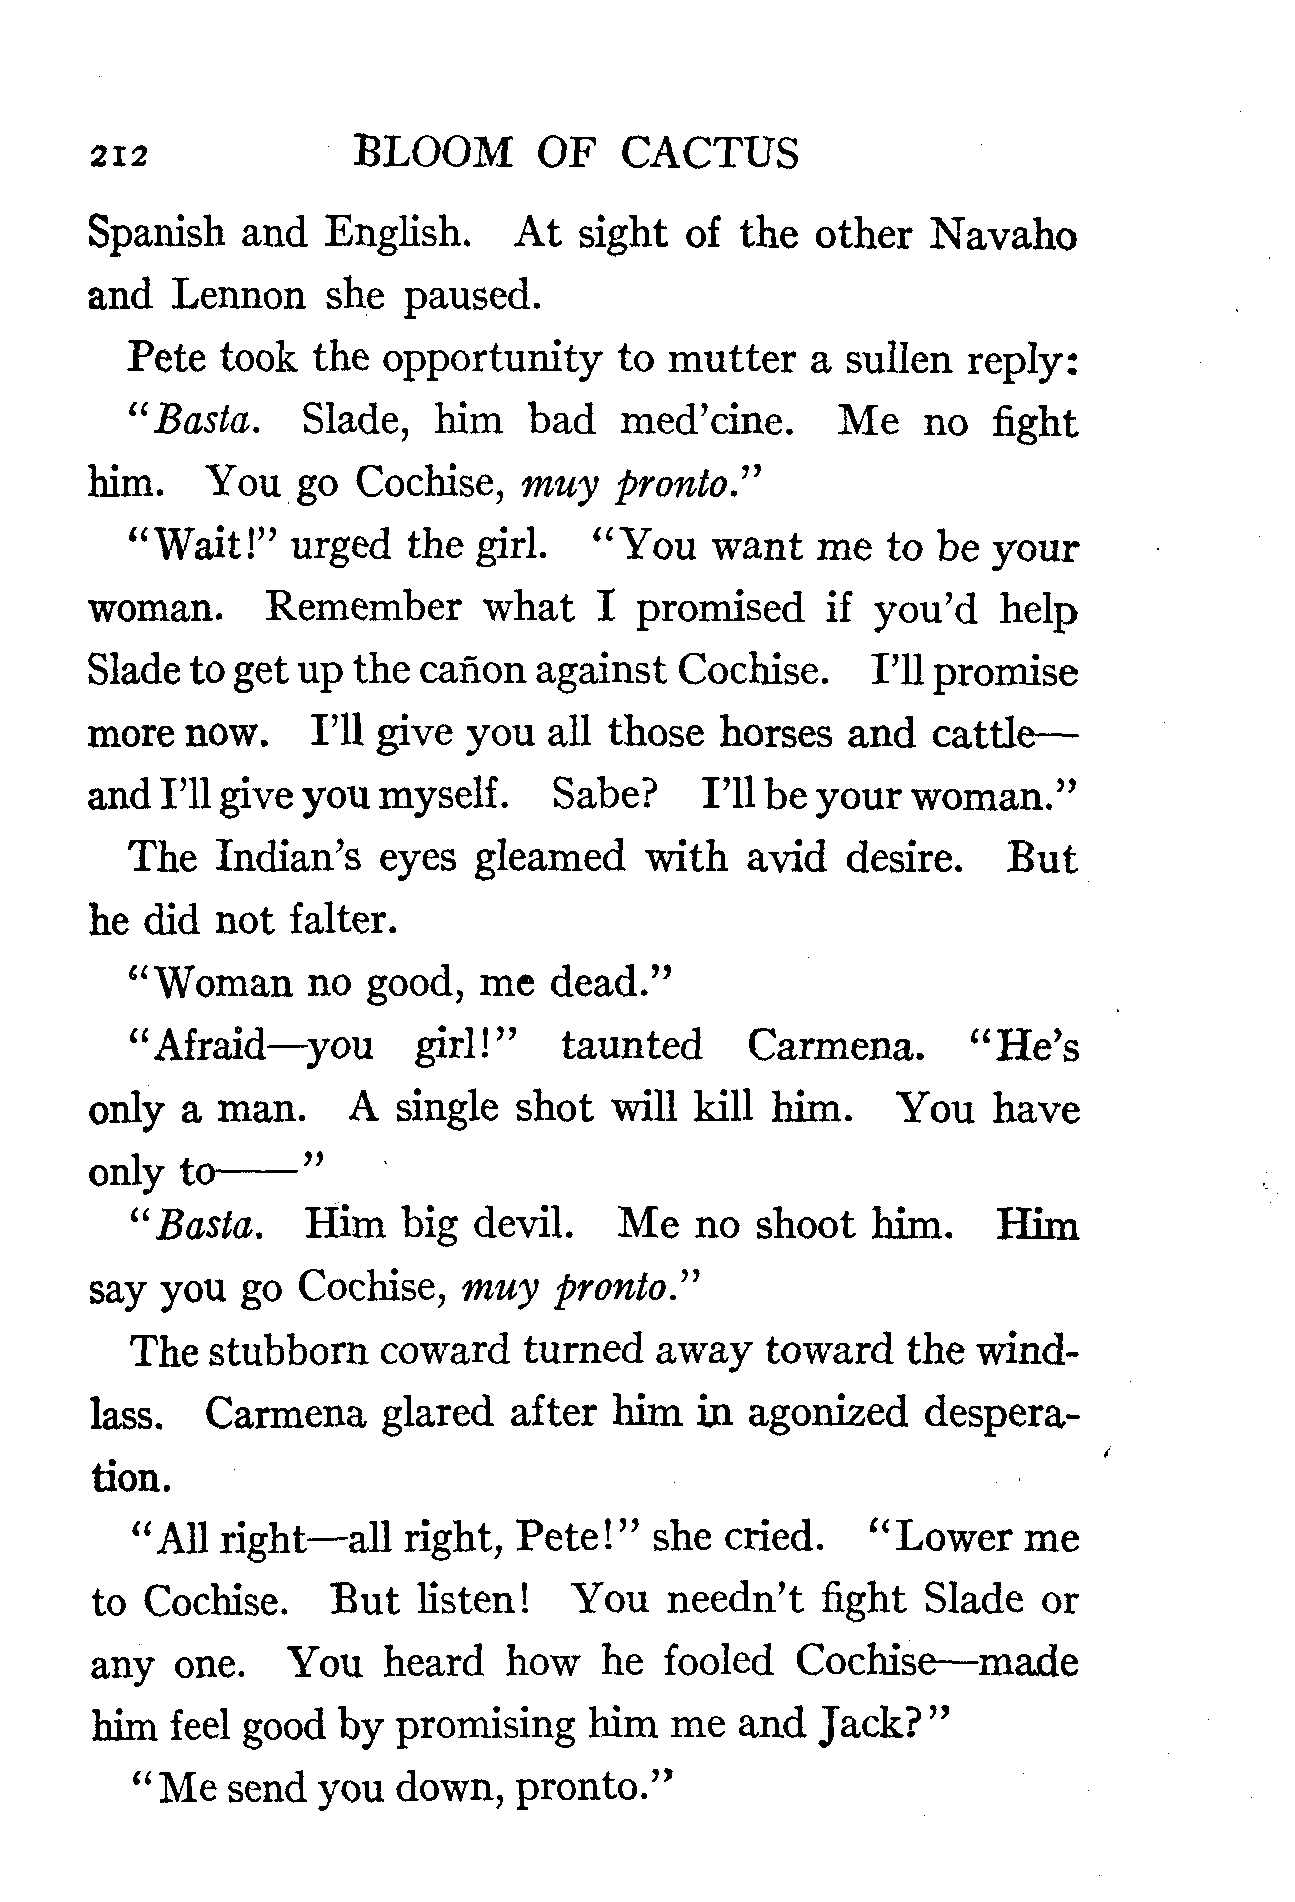 212 BLOOM OF CACTUS
Spanish and English. At sight of the other Navaho
and Lennon she paused.
Pete took the opportunity to mutter a sullen reply:
“Basta. Slade, him bad med’cine. Me no fight
him. You go Cochise, muy pronto.”
“Wait!” urged the girl. “You want me to be your
woman. Remember what I promised if you’d help
Slade to get up the cañon against Cochise. I’ll promise
more now. I’ll give you all those horses and cattle—
and I’ll give you myself. Sabe? I’ll be your woman.”
The Indian’s eyes gleamed with avid desire. But
he did not falter.
“Woman no good, me dead.”
“Afraid—you girl!” taunted Carmena. “He’s
only a man. A single shot will kill him. You have
only to——”
“Basta. Him big devil. Me no shoot him. Him
say you go Cochise, muy pronto.”
The stubborn coward turned away toward the wind-
lass. Carmena glared after him in agonized despera-
tion.
“All right—all right, Pete!” she cried. “Lower me
to Cochise. But listen! You needn’t fight Slade or
any one. You heard how he fooled Cochise—made
him feel good by promising him me and Jack?”
“Me send you down, pronto.”